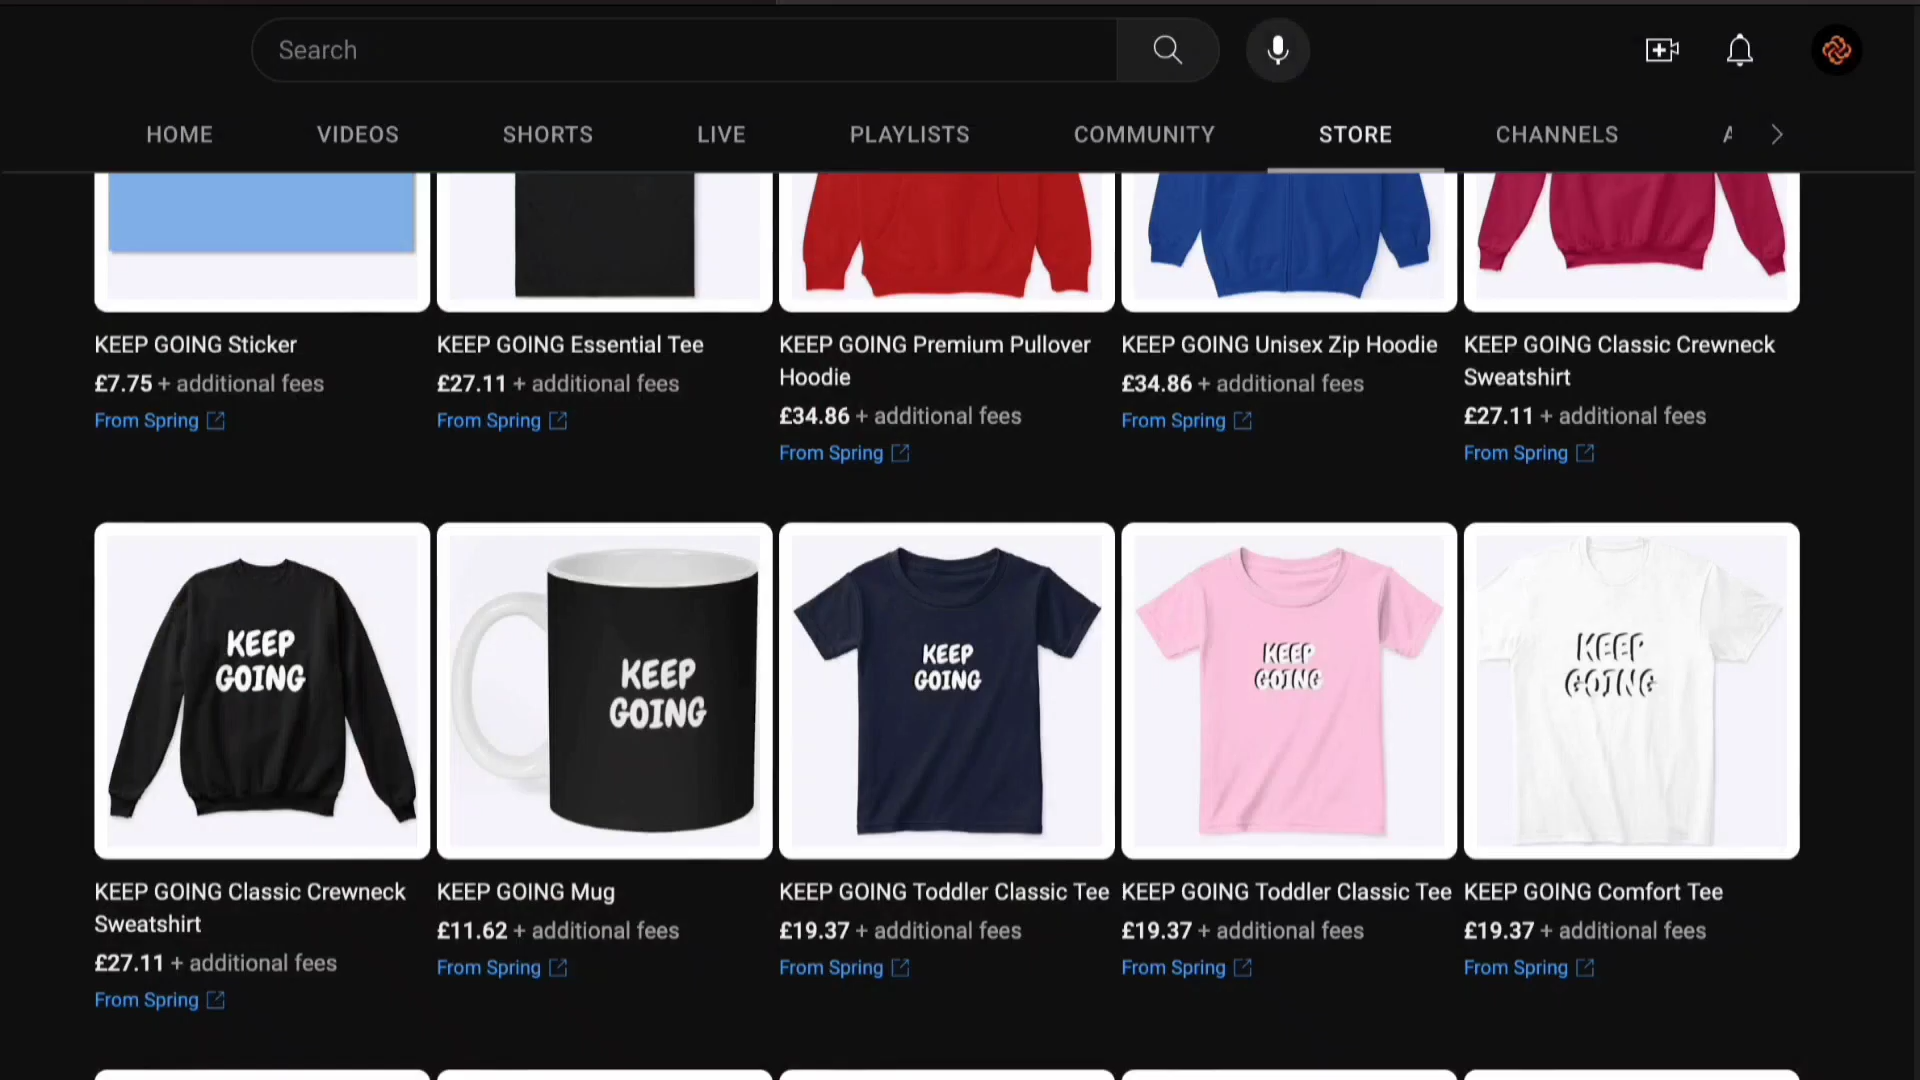 Search
HOME VIDEOS SHORTS LIVE PLAYLISTS COMMUNITY STORE CHANNELS
KEEP GOING Sticker
£7.75 + additional fees
From Spring
KEEP GOING Essential Tee
£27.11 + additional fees
From Spring
KEEP GOING Premium Pullover
Hoodie
£34.86 + additional fees
From Spring
KEEP GOING Unisex Zip Hoodie
£34.86 + additional fees
From Spring
KEEP GOING Classic Crewneck
Sweatshirt
£27.11 + additional fees
From Spring
KEEP
GOING
KEEP GOING Classic Crewneck
Sweatshirt
£27.11 + additional fees
From Spring
KEEP
GOING
KEEP GOING Mug
£11.62 + additional fees
From Spring
KEEP
GOING
KEEP GOING Toddler Classic Tee
£19.37 + additional fees
From Spring
KEEP
GOING
KEEP GOING Toddler Classic Tee
£19.37 + additional fees
From Spring
KEEP
GOING
KEEP GOING Comfort Tee
£19.37 + additional fees
From Spring